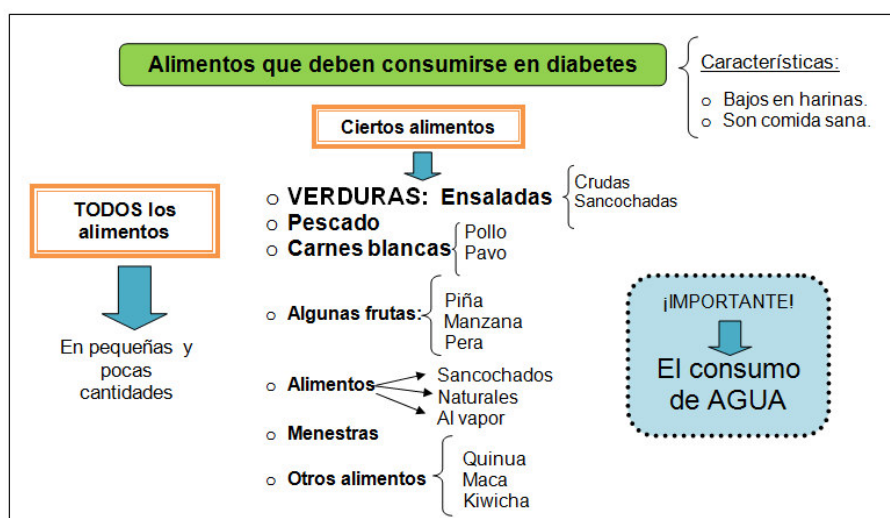 Alimentos que deben consumirse en diabetes
Características:
o Bajos en harinas.
o Son comida sana.
Ciertos alimentos
TODOS los
alimentos
En pequeñas y
pocas
cantidades
o VERDURAS: Ensaladas
Crudas
Sancochadas
o Pescado
o Carnes blancas
Pollo
Pavo
o Algunas frutas:
Piña
Manzana
Pera
o Alimentos
Sancochados
Naturales
Al vapor
o Menestras
o Otros alimentos
Quinua
Maca
Kiwicha
¡IMPORTANTE!
El consumo
de AGUA